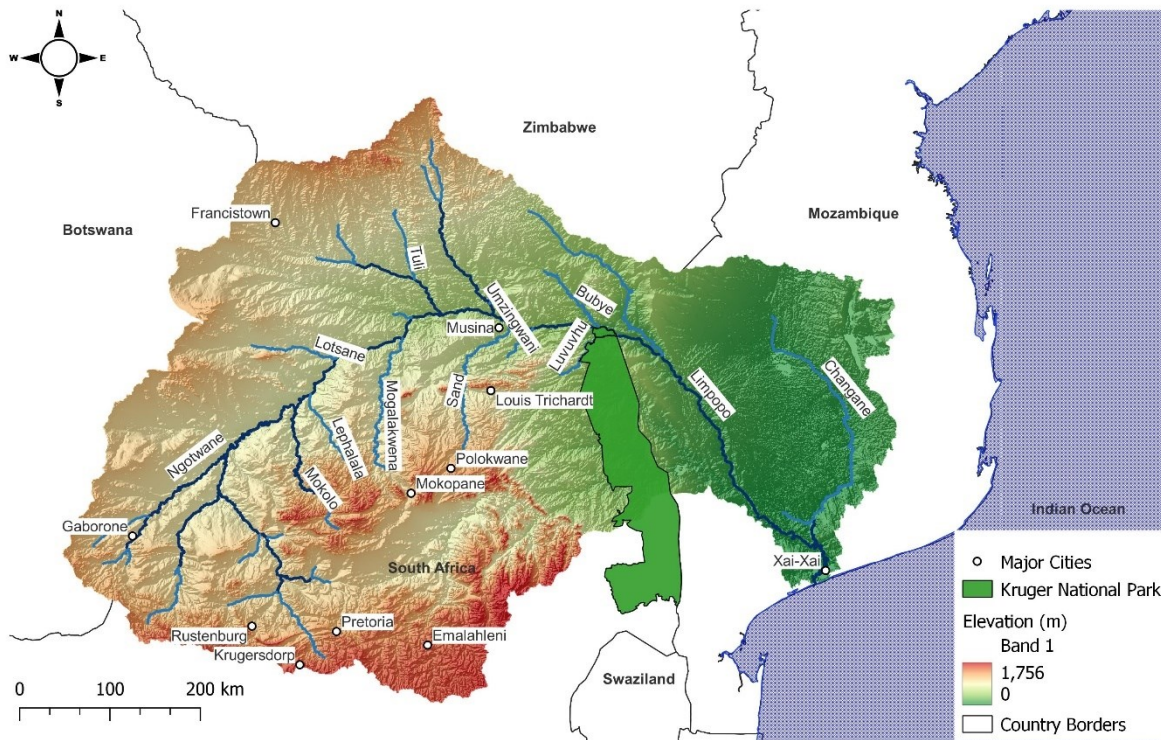 N
W
E
S
Zimbabwe
Mozambique
Botswana
Francistown
Tuli
Umzingwani
Bubye
Musina
Luvuvhu
Lotsane
Mogalakwena
Sand
Louis Trichardt
Limpopo
Changane
Lephalala
Ngotwane
Mokolo
Polokwane
Mokopane
Gaborone
South Africa
Xai-Xai
Indian Ocean
Rustenburg
Pretoria
Emalahleni
Krugersdorp
Swaziland
0 100 200 km
Major Cities
Kruger National Park
Elevation (m)
Band 1
1,756
0
Country Borders